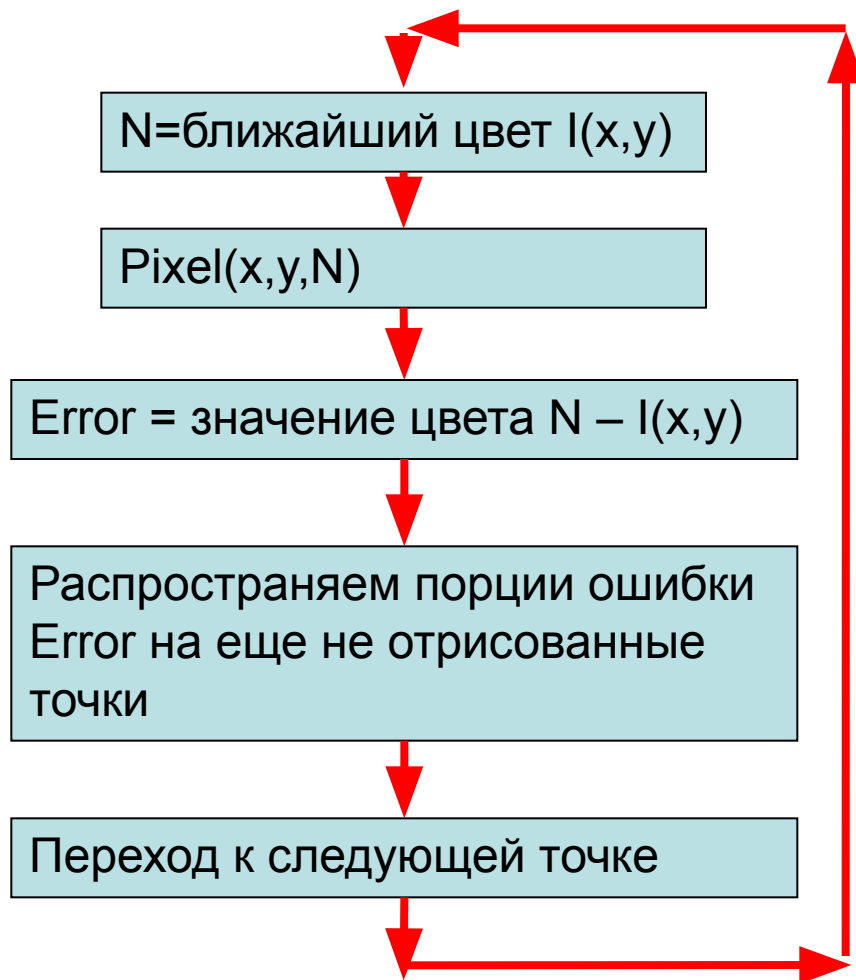 N=ближайший цвет I(x,y)
Pixel(x,y,N)
Error = значение цвета N – I(x,y)
Распространяем порции ошибки
Error на еще не отрисованные
точки
Переход к следующей точке